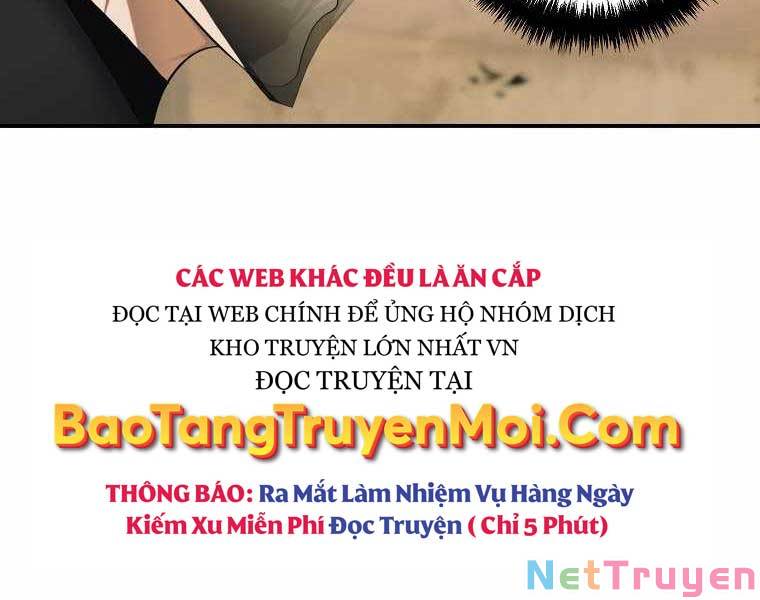 CÁC WEB KHÁC ĐỀU LÀ ĂN CẮP
ĐỌC TẠI WEB CHÍNH ĐỂ ỦNG HỘ NHÓM DỊCH
KHO TRUYỆN LỚN NHẤT VN
ĐỌC TRUYỆN TẠI
BaoTangTruyenMoi.Com
THÔNG BÁO: Ra Mắt Làm Nhiệm Vụ Hàng Ngày
Kiếm Xu Miễn Phí Đọc Truyện ( Chỉ 5 Phút)
NetTruyen